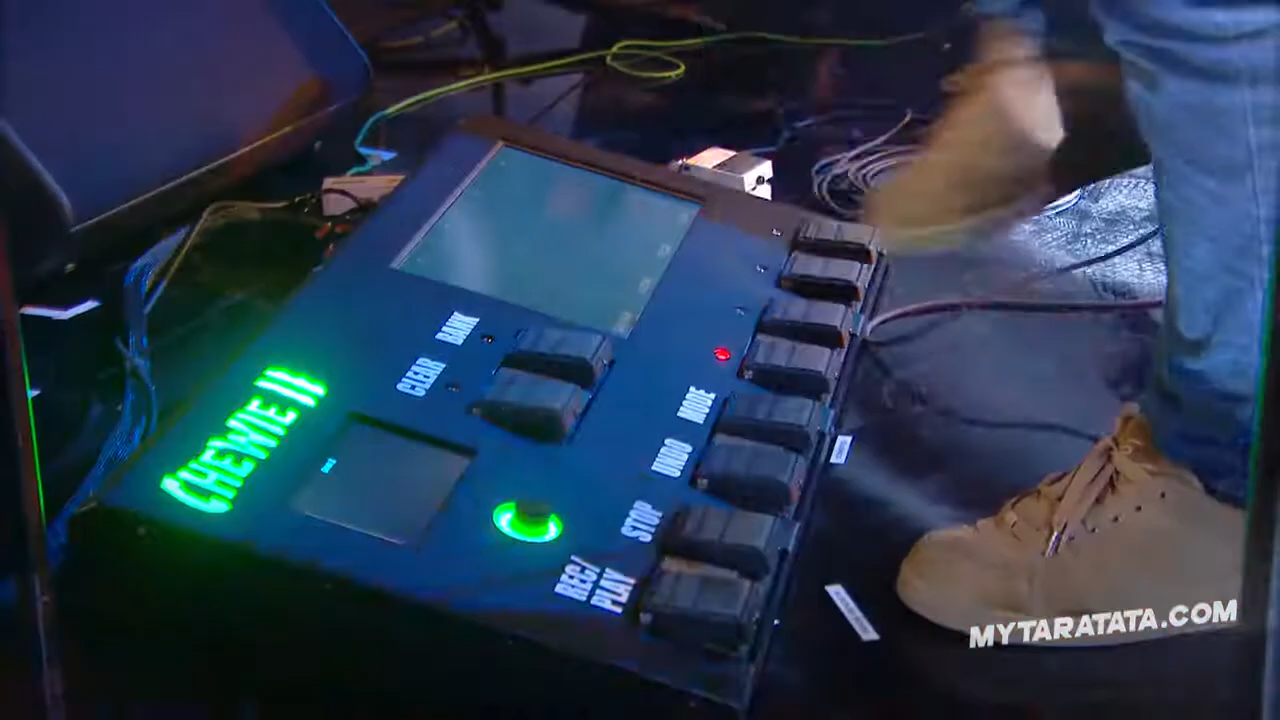 BANK
CLEAR
CHEWIE II
MODE
UNDO
STOP
REC/
PLAY
MYTARATATA.COM